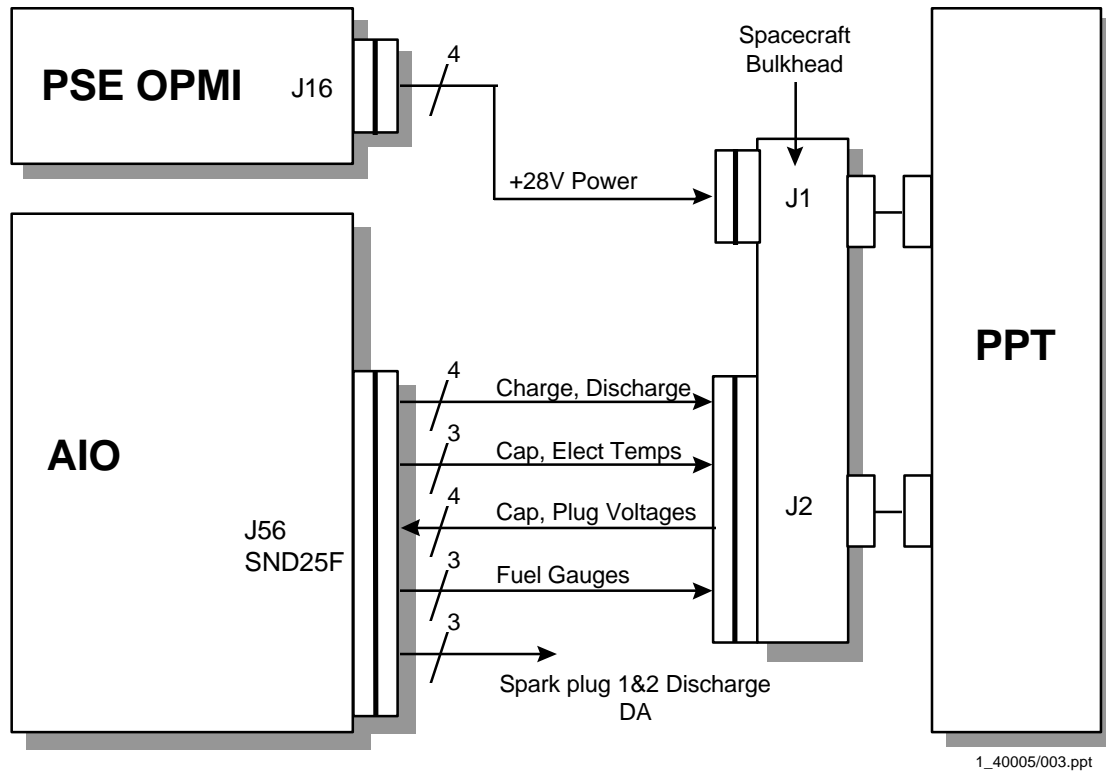 PSE OPMI
J16
4
Spacecraft
Bulkhead
+28V Power
J1
PPT
AIO
4
Charge, Discharge
3
Cap, Elect Temps
4
Cap, Plug Voltages
J2
J56
SND25F
3
Fuel Gauges
3
Spark plug 1&2 Discharge
DA
1_40005/003.ppt